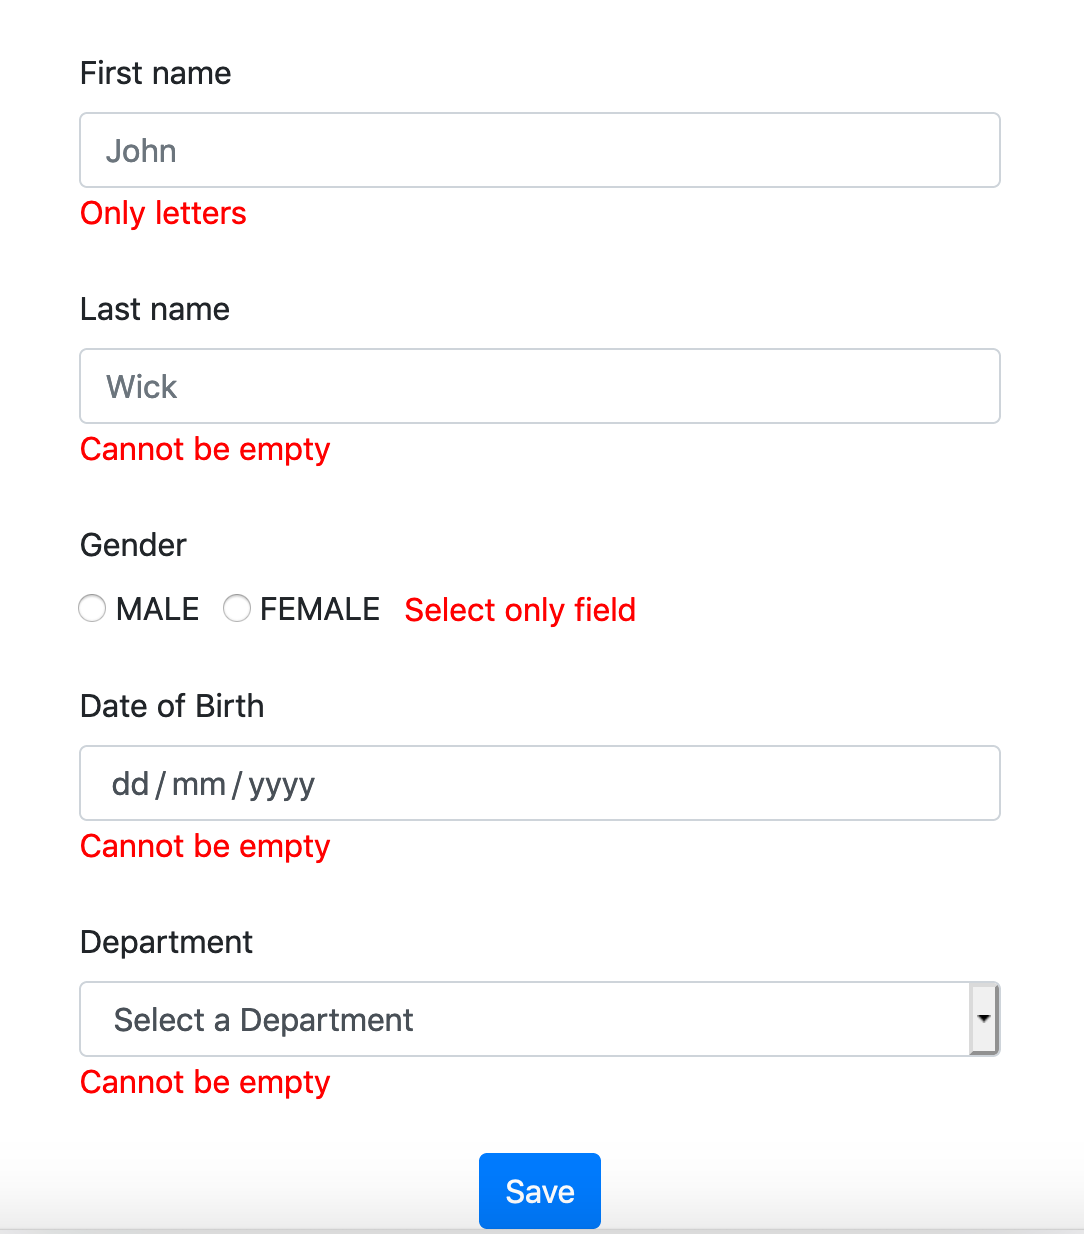 First name
John
Only letters
Last name
Wick
Cannot be empty
Gender
MALE FEMALE Select only field
Date of Birth
dd / mm / yyyy
Cannot be empty
Department
Select a Department
Cannot be empty
Save